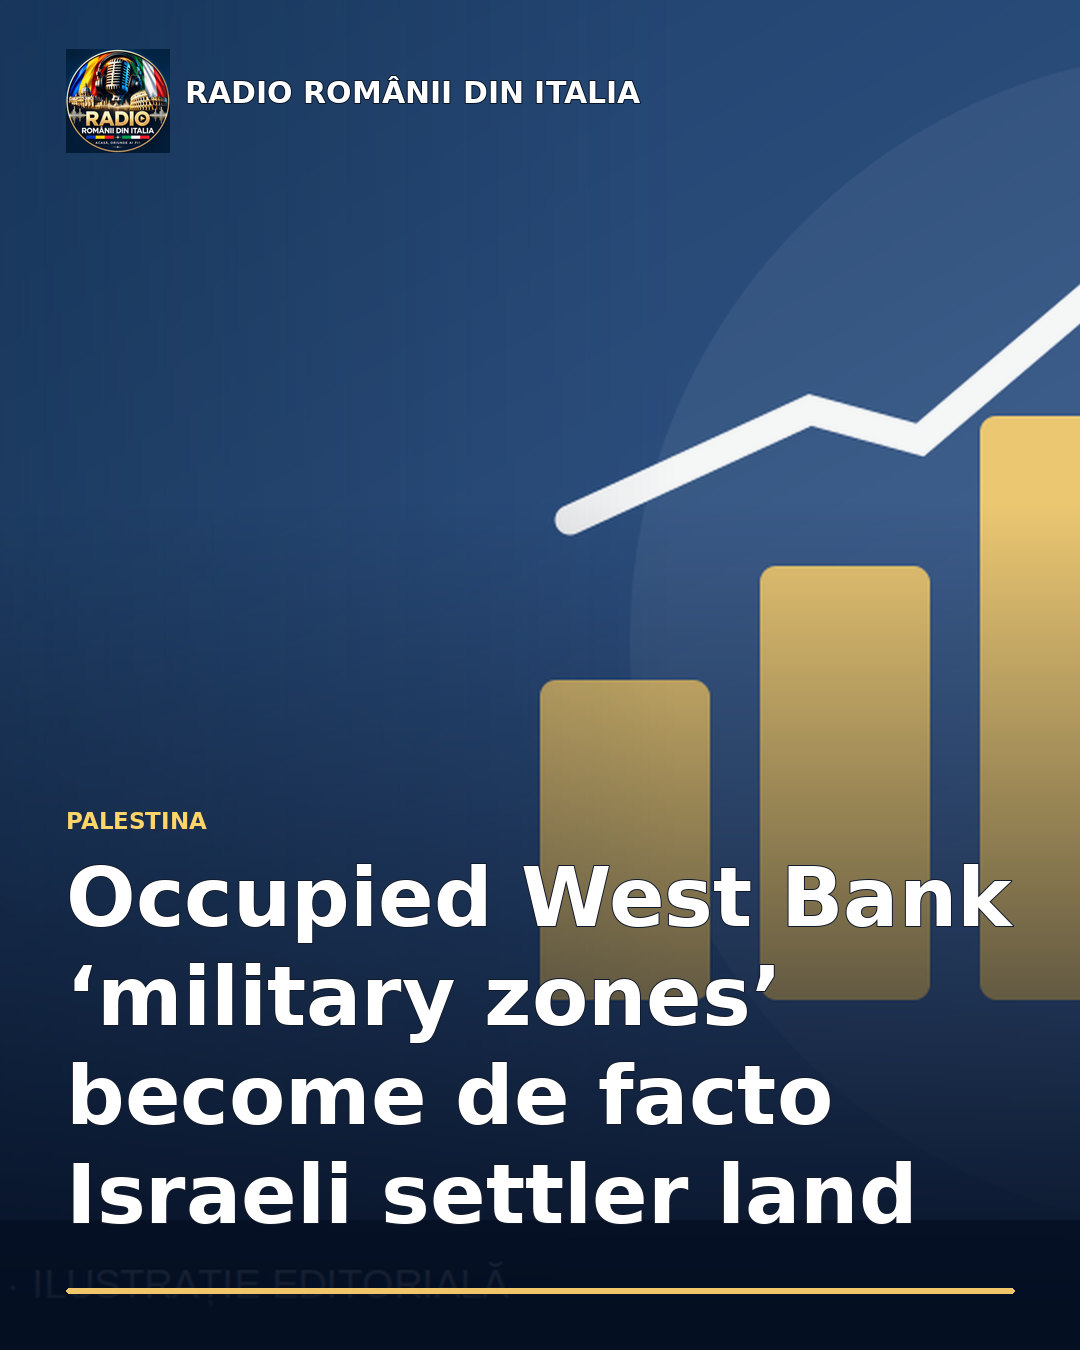 RADIO
ROMÂNII DIN ITALIA
RADIO ROMÂNII DIN ITALIA
PALESTINA
Occupied West Bank
‘military zones’
become de facto
Israeli settler land
· ILUSTRAȚIE EDITORIALĂ